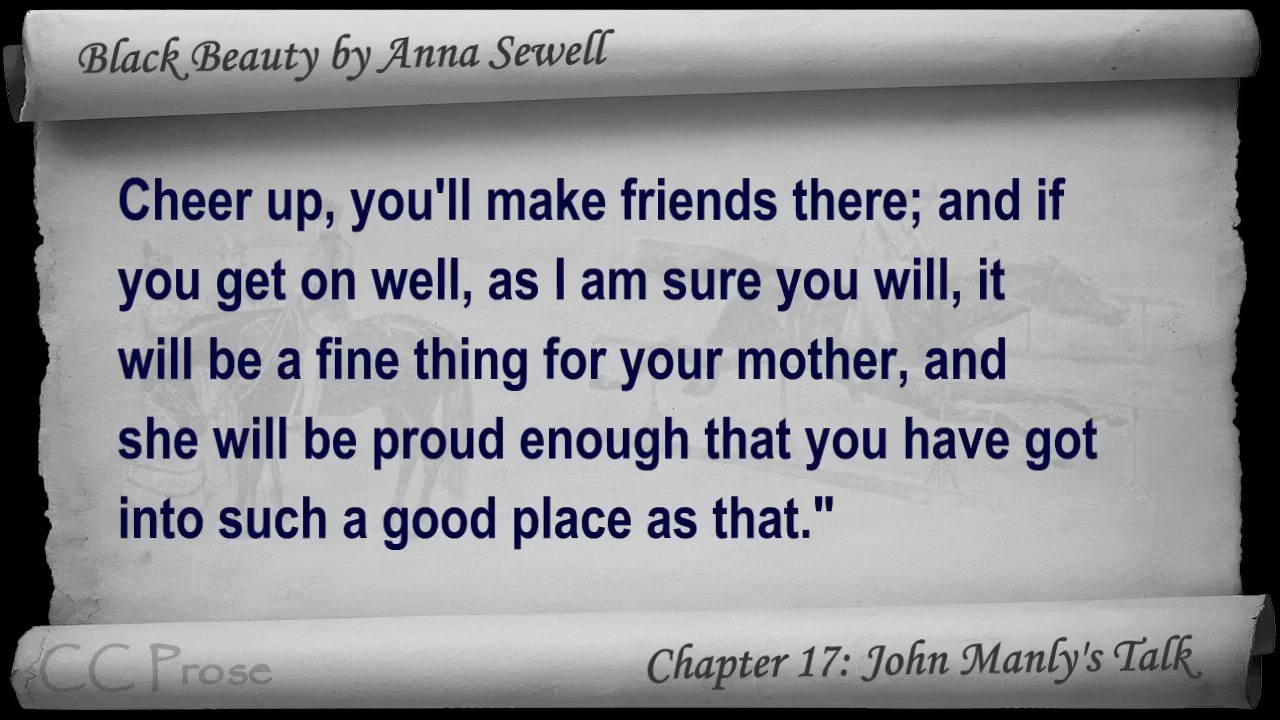 Black Beauty by Anna Sewell
Cheer up, you'll make friends there; and if
you get on well, as I am sure you will, it
will be a fine thing for your mother, and
she will be proud enough that you have got
into such a good place as that."
CC Prose
Chapter 17: John Manly's Talk